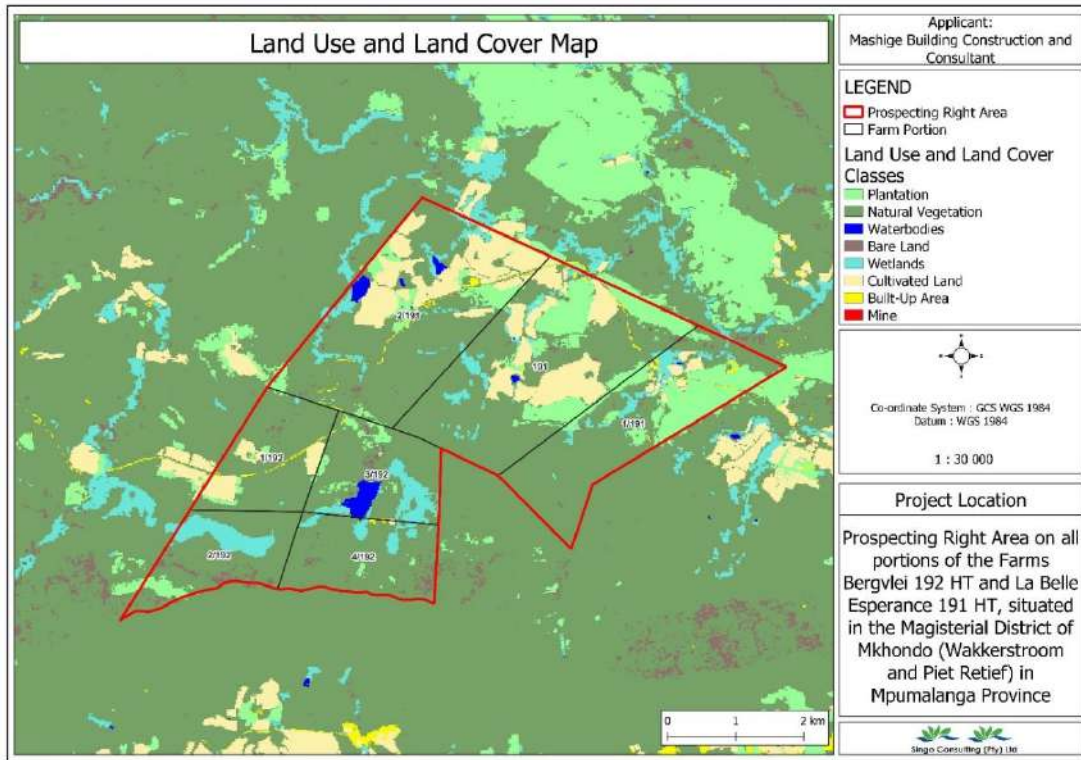 Land Use and Land Cover Map
Applicant:
Mashige Building Construction and
Consultant
LEGEND
Prospecting Right Area
Farm Portion
Land Use and Land Cover
Classes
Plantation
Natural Vegetation
Waterbodies
Bare Land
Wetlands
Cultivated Land
Built-Up Area
Mine
Co-ordinate System : GCS WGS 1984
Datum : WGS 1984
1 : 30 000
Project Location
Prospecting Right Area on all
portions of the Farms
Bergvlei 192 HT and La Belle
Esperance 191 HT, situated
in the Magisterial District of
Mkhondo (Wakkerstroom
and Piet Retief) in
Mpumalanga Province
Singo Consulting (Pty) Ltd
2/191
191
1/191
1/192
3/192
2/192
4/192
0 1 2 km